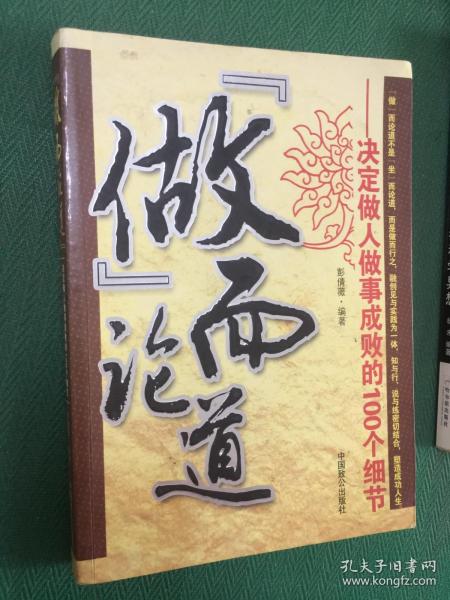 「做」而论道不是「坐」而论道，而是做而行之，融创见与实践为一体，知与行、说与练密切结合，塑造成功人生
——决定做人做事成败的100个细节
『做』而论道
彭倩薇·编著
中国致公出版社
孔夫子旧书网
www.kongfz.com